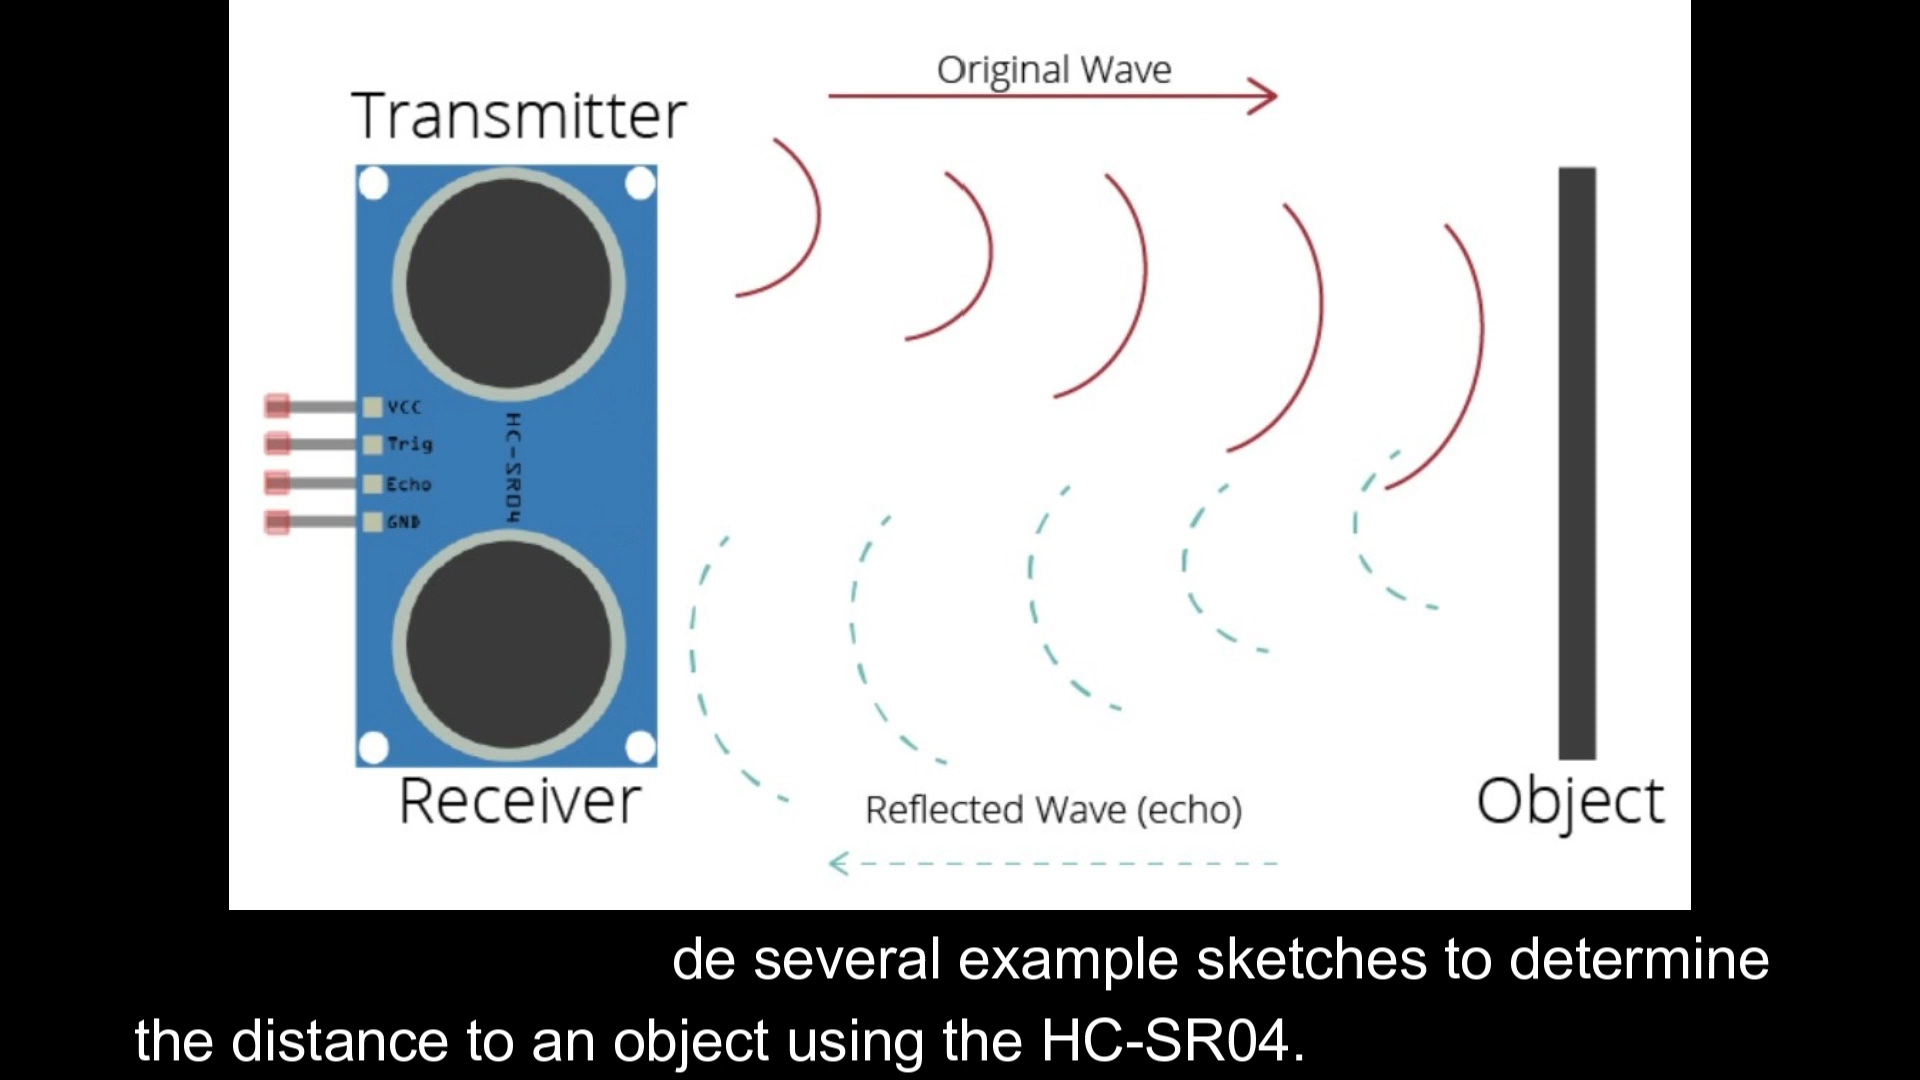 Original Wave
Transmitter
VCC
Trig
Echo
GND
HC-SR04
Receiver
Reflected Wave (echo)
Object
de several example sketches to determine
the distance to an object using the HC-SR04.